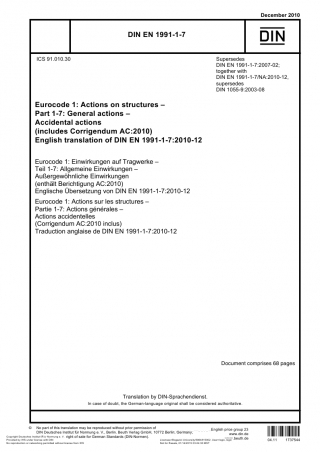 December 2010
DIN EN 1991-1-7
DIN
ICS 91.010.30
Supersedes
DIN EN 1991-1-7:2007-02;
together with
DIN EN 1991-1-7/NA:2010-12,
supersedes
DIN 1055-9:2003-08
Eurocode 1: Actions on structures –
Part 1-7: General actions –
Accidental actions
(includes Corrigendum AC:2010)
English translation of DIN EN 1991-1-7:2010-12
Eurocode 1: Einwirkungen auf Tragwerke –
Teil 1-7: Allgemeine Einwirkungen –
Außergewöhnliche Einwirkungen
(enthält Berichtigung AC:2010)
Englische Übersetzung von DIN EN 1991-1-7:2010-12
Eurocode 1: Actions sur les structures –
Partie 1-7: Actions générales –
Actions accidentelles
(Corrigendum AC:2010 inclus)
Traduction anglaise de DIN EN 1991-1-7:2010-12
Document comprises 68 pages
Translation by DIN-Sprachendienst.
In case of doubt, the German-language original shall be considered authoritative.
© No part of this translation may be reproduced without prior permission of
DIN Deutsches Institut für Normung e. V., Berlin. Beuth Verlag GmbH, 10772 Berlin, Germany,
right of sale for German Standards (DIN-Normen).
English price group 23
www.din.de
beuth.de
04.11
1737544